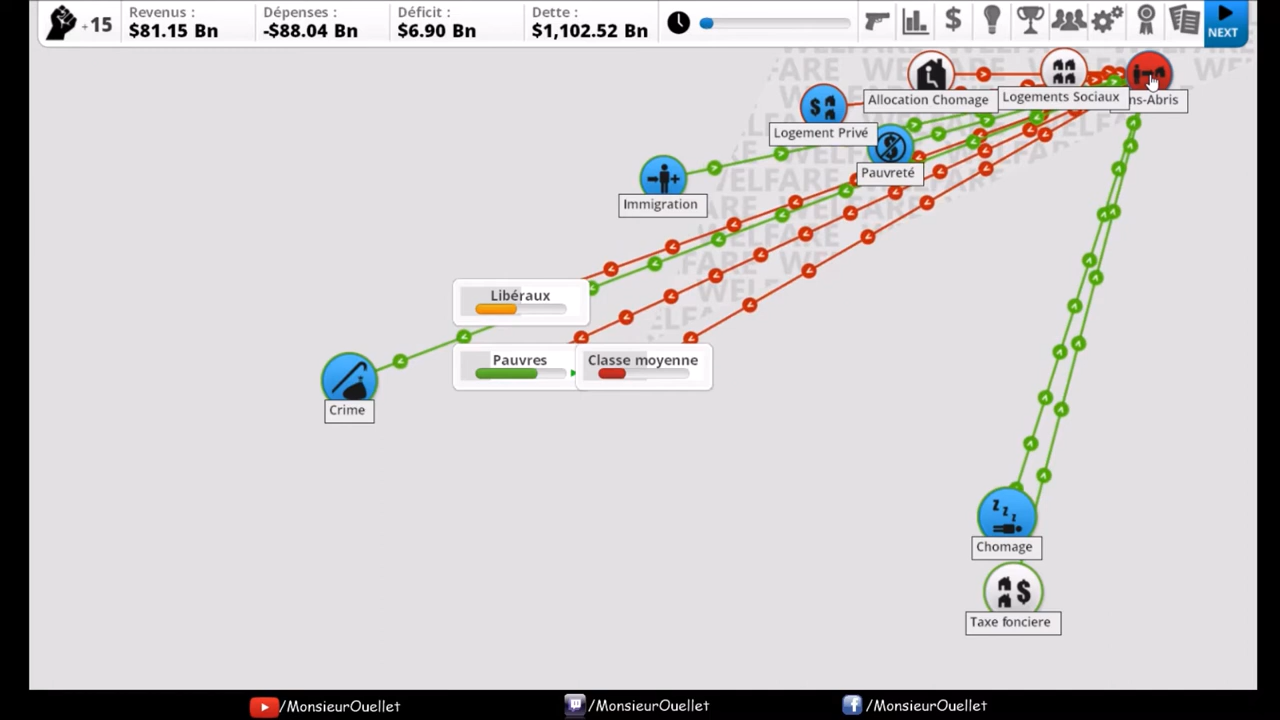 +15
Revenus :
$81.15 Bn
Dépenses :
-$88.04 Bn
Déficit :
$6.90 Bn
Dette :
$1,102.52 Bn
NEXT
WELFARE
Allocation Chomage
Logements Sociaux
ns-Abris
Logement Privé
Pauvreté
Immigration
Libéraux
Pauvres
Classe moyenne
Crime
Chomage
Taxe fonciere
/MonsieurOuellet
/MonsieurOuellet
/MonsieurOuellet